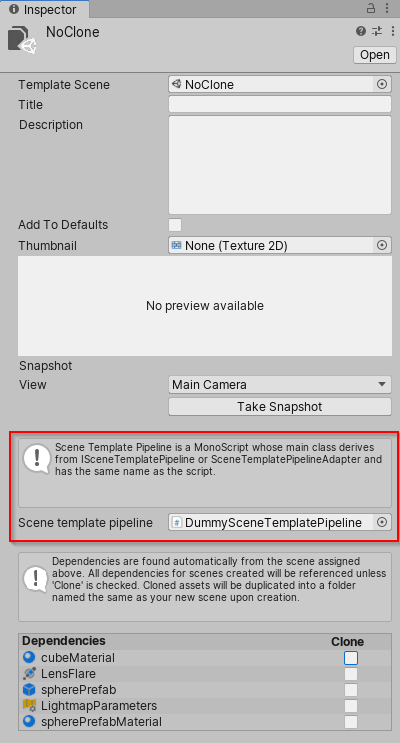 Inspector
NoClone
Open
Template Scene NoClone
Title
Description
Add To Defaults
Thumbnail None (Texture 2D)
No preview available
Snapshot
View Main Camera
Take Snapshot
Scene Template Pipeline is a MonoScript whose main class derives
from ISceneTemplatePipeline or SceneTemplatePipelineAdapter and
has the same name as the script.
Scene template pipeline # DummySceneTemplatePipeline
Dependencies are found automatically from the scene assigned
above. All dependencies for scenes created will be referenced unless
'Clone' is checked. Cloned assets will be duplicated into a folder
named the same as your new scene upon creation.
Dependencies Clone
cubeMaterial
LensFlare
spherePrefab
LightmapParameters
spherePrefabMaterial